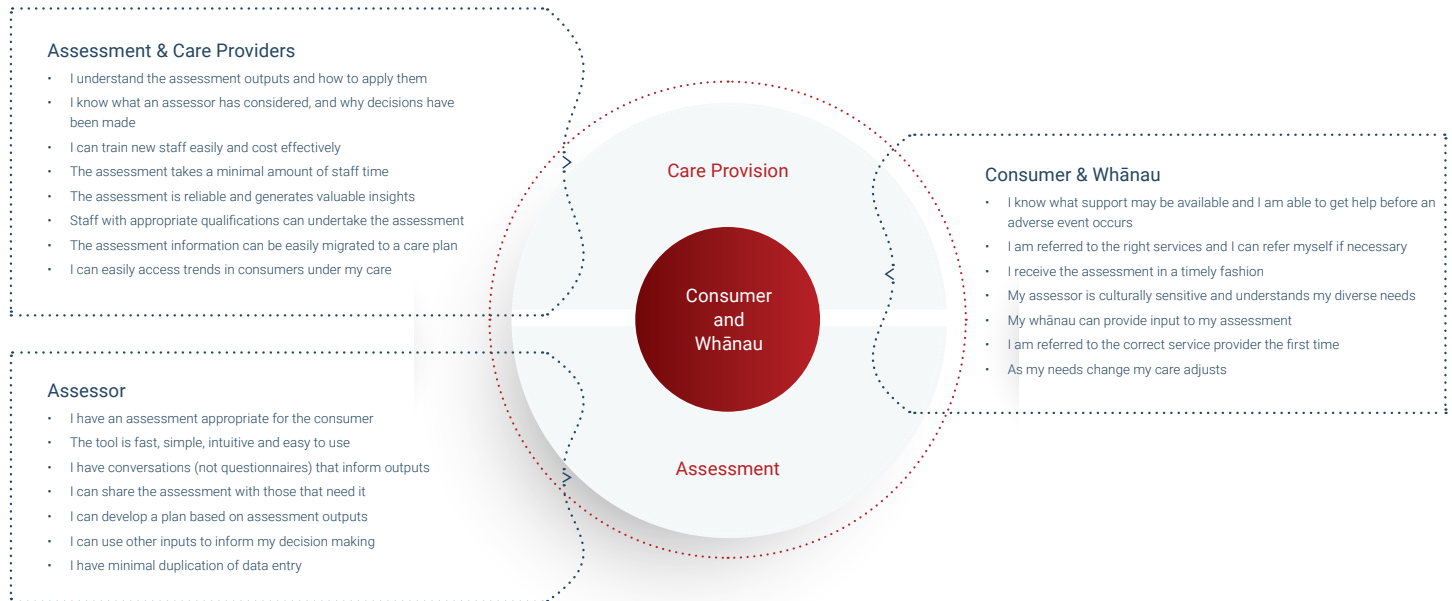 Assessment & Care Providers
• I understand the assessment outputs and how to apply them
• I know what an assessor has considered, and why decisions have
been made
• I can train new staff easily and cost effectively
• The assessment takes a minimal amount of staff time
• The assessment is reliable and generates valuable insights
• Staff with appropriate qualifications can undertake the assessment
• The assessment information can be easily migrated to a care plan
• I can easily access trends in consumers under my care
Assessor
• I have an assessment appropriate for the consumer
• The tool is fast, simple, intuitive and easy to use
• I have conversations (not questionnaires) that inform outputs
• I can share the assessment with those that need it
• I can develop a plan based on assessment outputs
• I can use other inputs to inform my decision making
• I have minimal duplication of data entry
Care Provision
Consumer
and
Whānau
Assessment
Consumer & Whānau
• I know what support may be available and I am able to get help before an
adverse event occurs
• I am referred to the right services and I can refer myself if necessary
• I receive the assessment in a timely fashion
• My assessor is culturally sensitive and understands my diverse needs
• My whānau can provide input to my assessment
• I am referred to the correct service provider the first time
• As my needs change my care adjusts